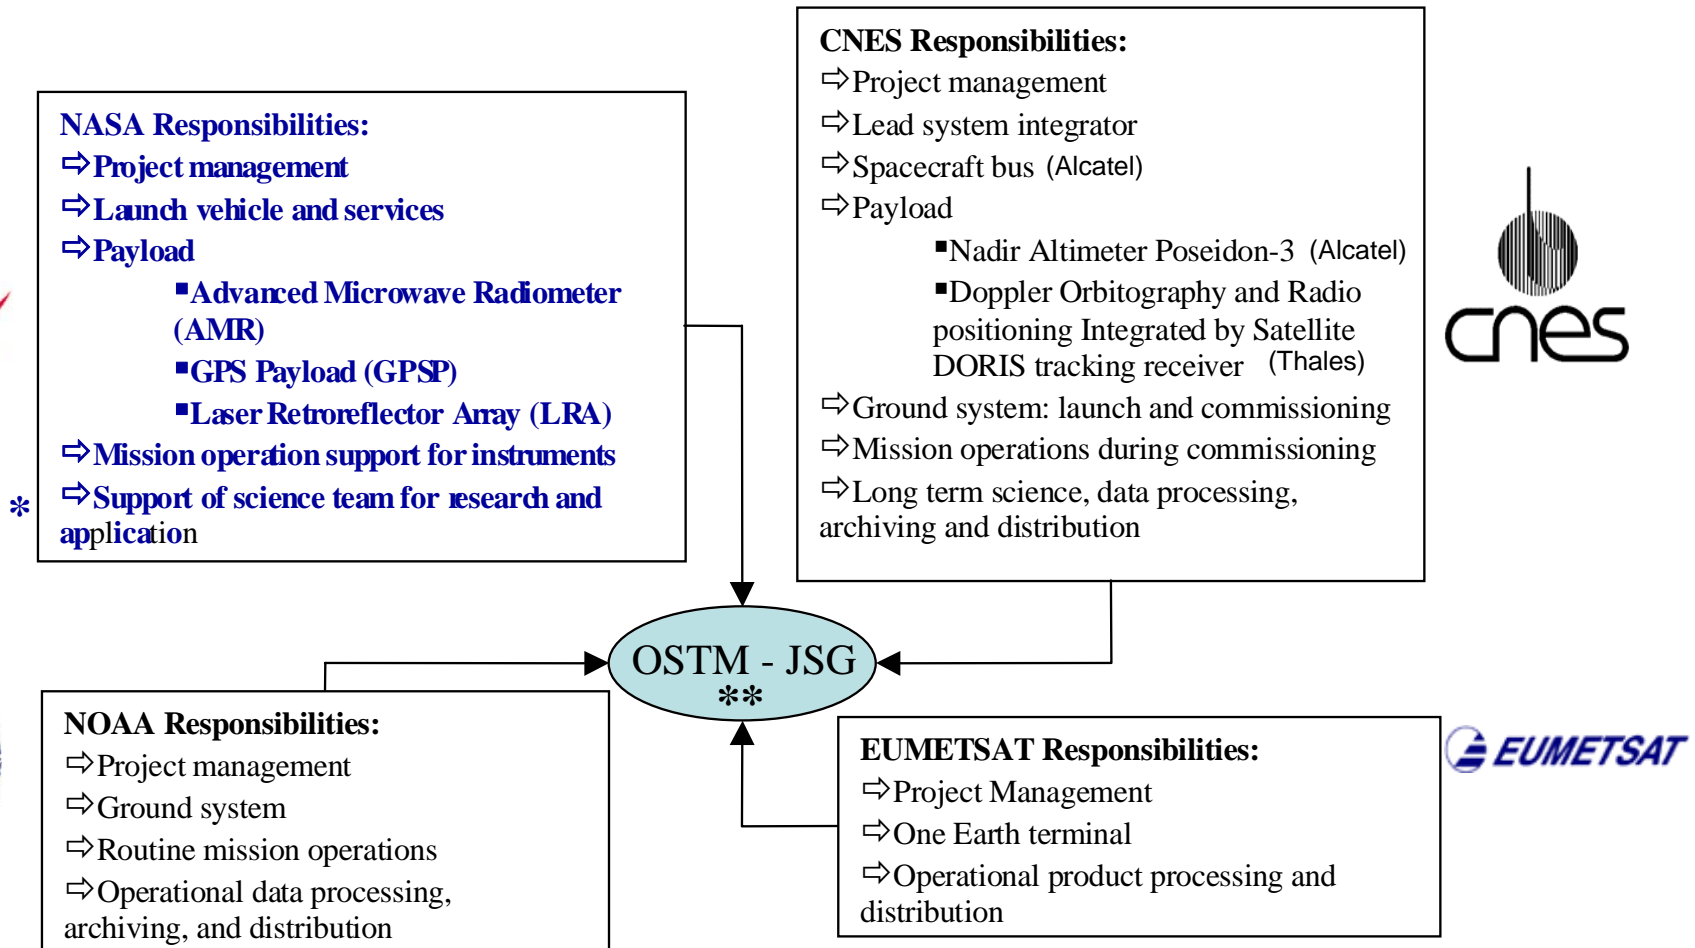 NASA Responsibilities:
⇨Project management
⇨Launch vehicle and services
⇨Payload
▪Advanced Microwave Radiometer
(AMR)
▪GPS Payload (GPSP)
▪Laser Retroreflector Array (LRA)
⇨Mission operation support for instruments
* ⇨Support of science team for research and
application
CNES Responsibilities:
⇨Project management
⇨Lead system integrator
⇨Spacecraft bus (Alcatel)
⇨Payload
▪Nadir Altimeter Poseidon-3 (Alcatel)
▪Doppler Orbitography and Radio
positioning Integrated by Satellite
DORIS tracking receiver (Thales)
⇨Ground system: launch and commissioning
⇨Mission operations during commissioning
⇨Long term science, data processing,
archiving and distribution
cnes
OSTM - JSG
**
NOAA Responsibilities:
⇨Project management
⇨Ground system
⇨Routine mission operations
⇨Operational data processing,
archiving, and distribution
EUMETSAT Responsibilities:
⇨Project Management
⇨One Earth terminal
⇨Operational product processing and
distribution
EUMETSAT